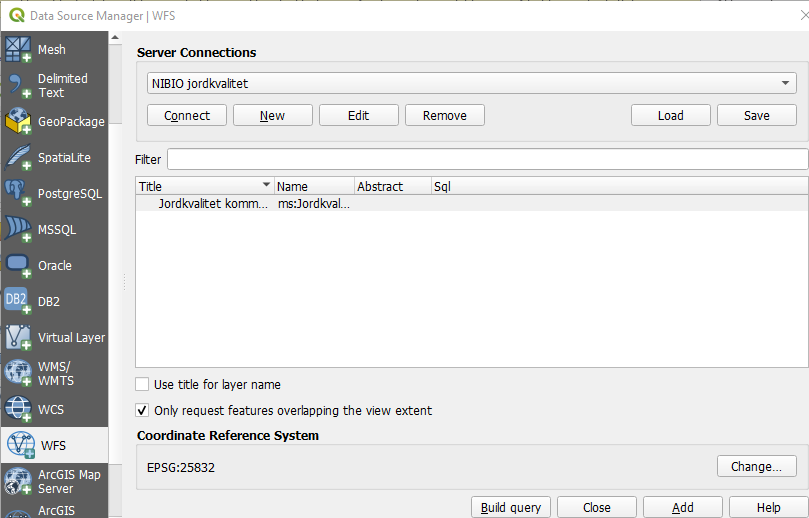 Data Source Manager | WFS
Mesh
Delimited
Text
GeoPackage
SpatiaLite
PostgreSQL
MSSQL
Oracle
DB2
DB2
Virtual Layer
WMS/
WMTS
WCS
WFS
ArcGIS Map
Server
ArcGIS
Server Connections
NIBIO jordkvalitet
Connect New Edit Remove Load Save
Filter
Title Name Abstract Sql
Jordkvalitet komm... ms:Jordkval...
Use title for layer name
Only request features overlapping the view extent
Coordinate Reference System
EPSG:25832 Change...
Build query Close Add Help